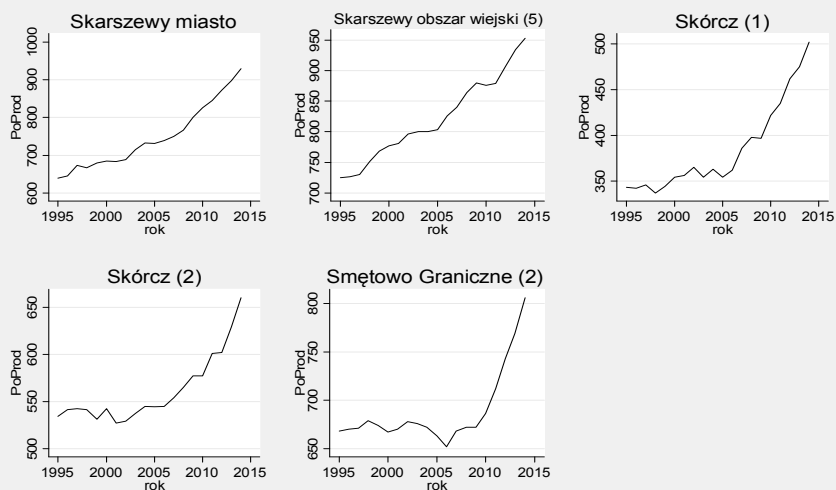 Skarszewy miasto
PoProd
1000
900
800
700
600
1995 2000 2005 2010 2015
rok
Skarszewy obszar wiejski (5)
PoProd
950
900
850
800
750
700
1995 2000 2005 2010 2015
rok
Skórcz (1)
PoProd
500
450
400
350
1995 2000 2005 2010 2015
rok
Skórcz (2)
PoProd
650
600
550
500
1995 2000 2005 2010 2015
rok
Smętowo Graniczne (2)
PoProd
800
750
700
650
1995 2000 2005 2010 2015
rok